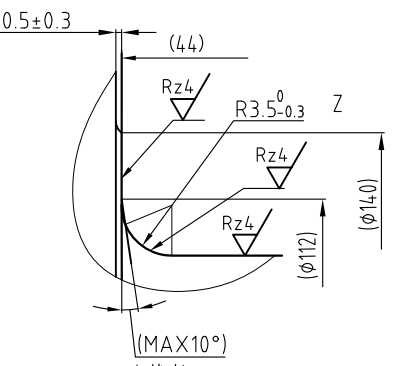 0.5±0.3
(44)
Rz4
R3.5 0 -0.3
Z
Rz4
Rz4
(ϕ140)
(ϕ112)
(MAX10°)